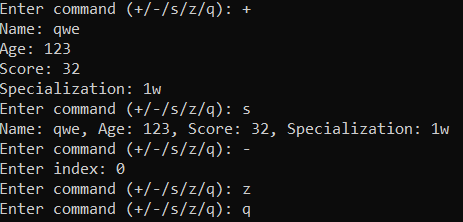 Enter command (+/-/s/z/q): +
Name: qwe
Age: 123
Score: 32
Specialization: 1w
Enter command (+/-/s/z/q): s
Name: qwe, Age: 123, Score: 32, Specialization: 1w
Enter command (+/-/s/z/q): -
Enter index: 0
Enter command (+/-/s/z/q): z
Enter command (+/-/s/z/q): q